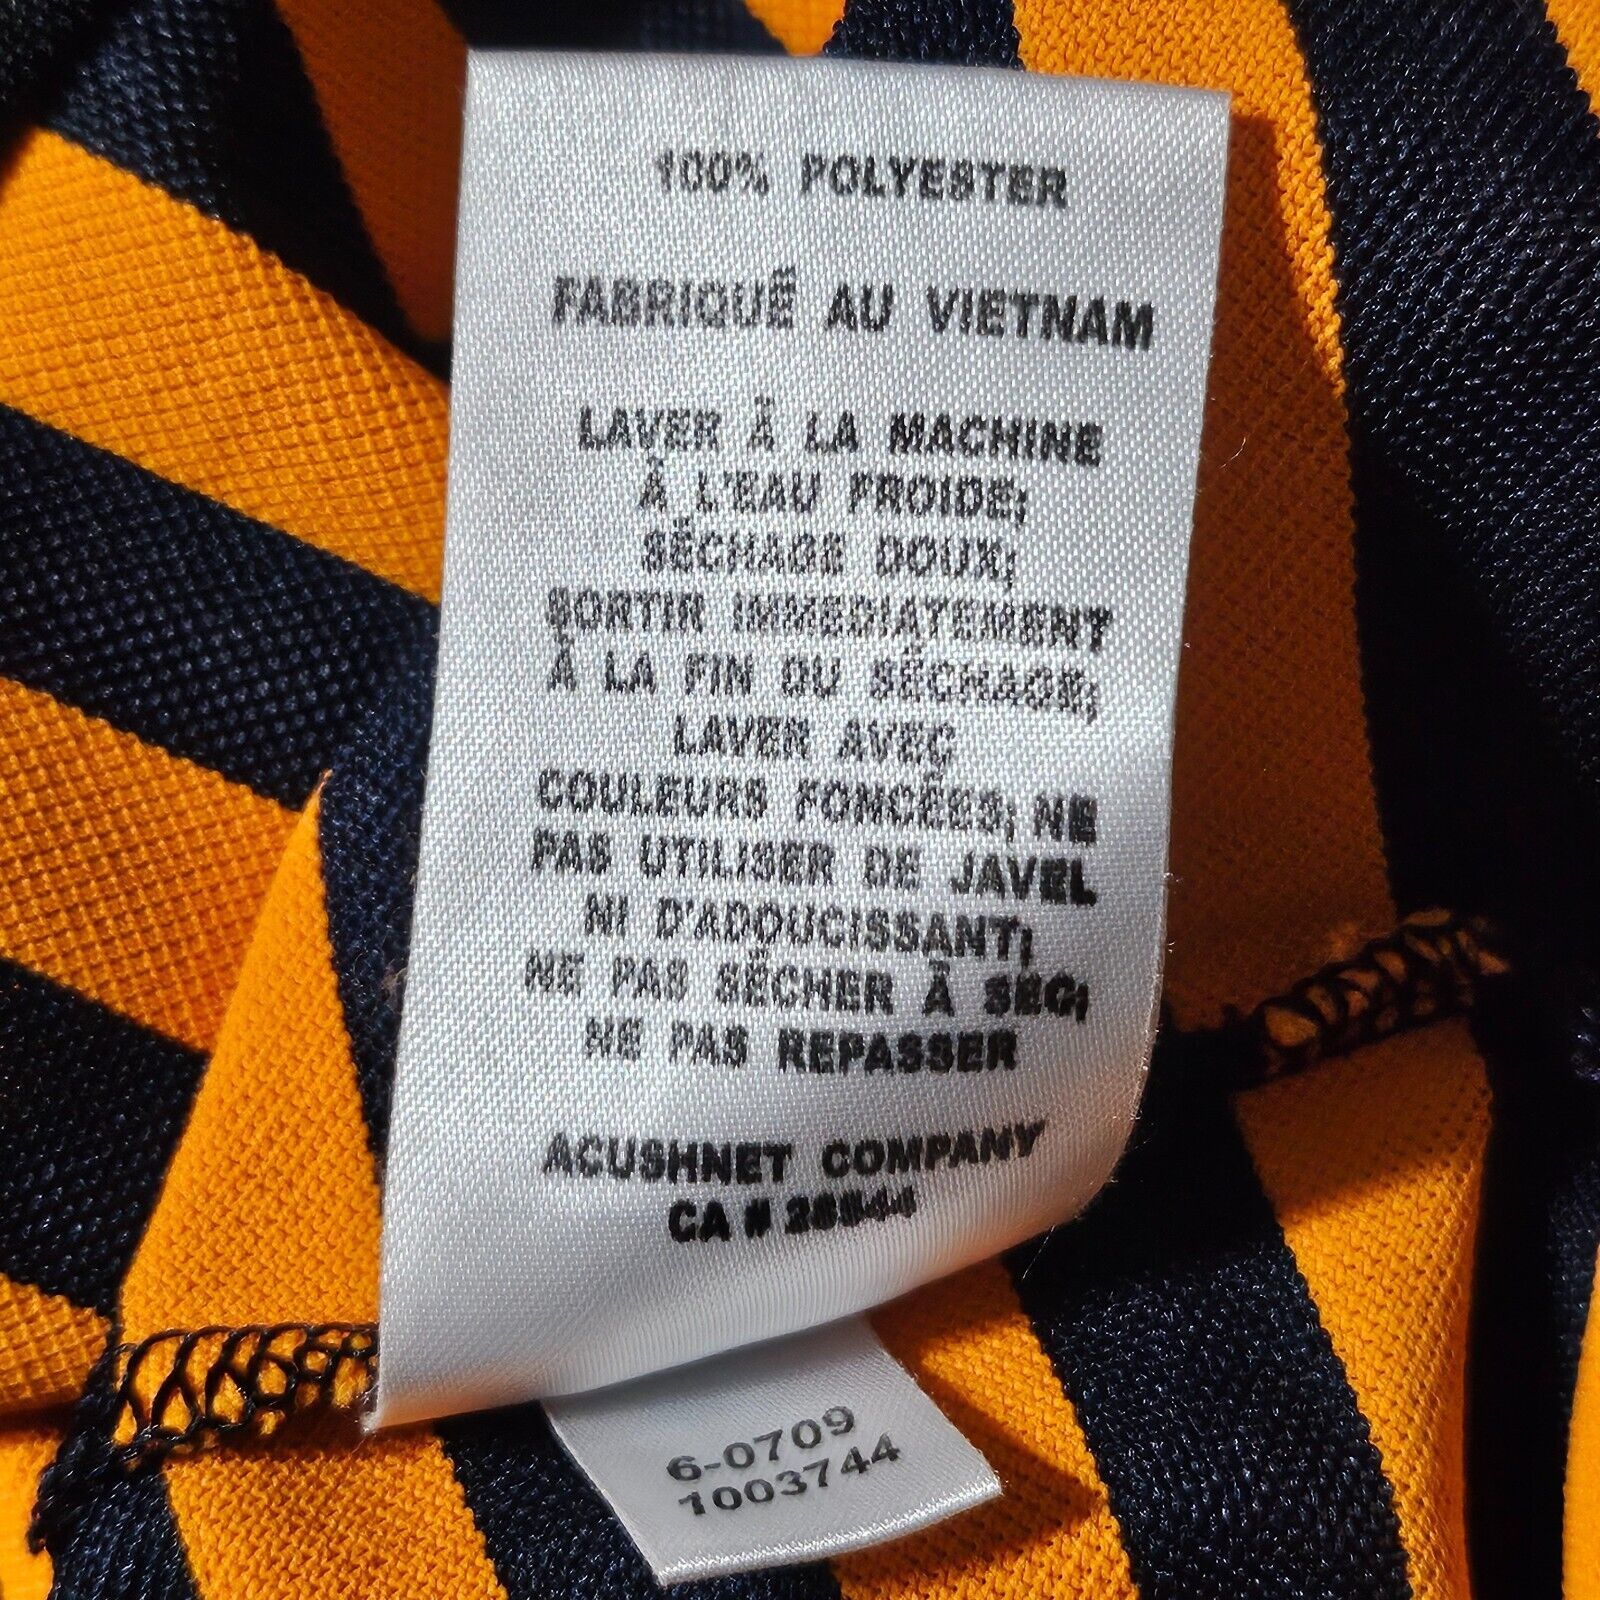 100% POLYESTER
FABRIQUÉ AU VIETNAM
LAVER À LA MACHINE
À L'EAU FROIDE;
SÉCHAGE DOUX;
SORTIR IMMEDIATEMENT
À LA FIN DU SÉCHAGE;
LAVER AVEC
COULEURS FONCÉES; NE
PAS UTILISER DE JAVEL
NI D'ADOUCISSANT;
NE PAS SÉCHER À SEC;
NE PAS REPASSER
ACUSHNET COMPANY
CA # 26544
6-0709
1003744